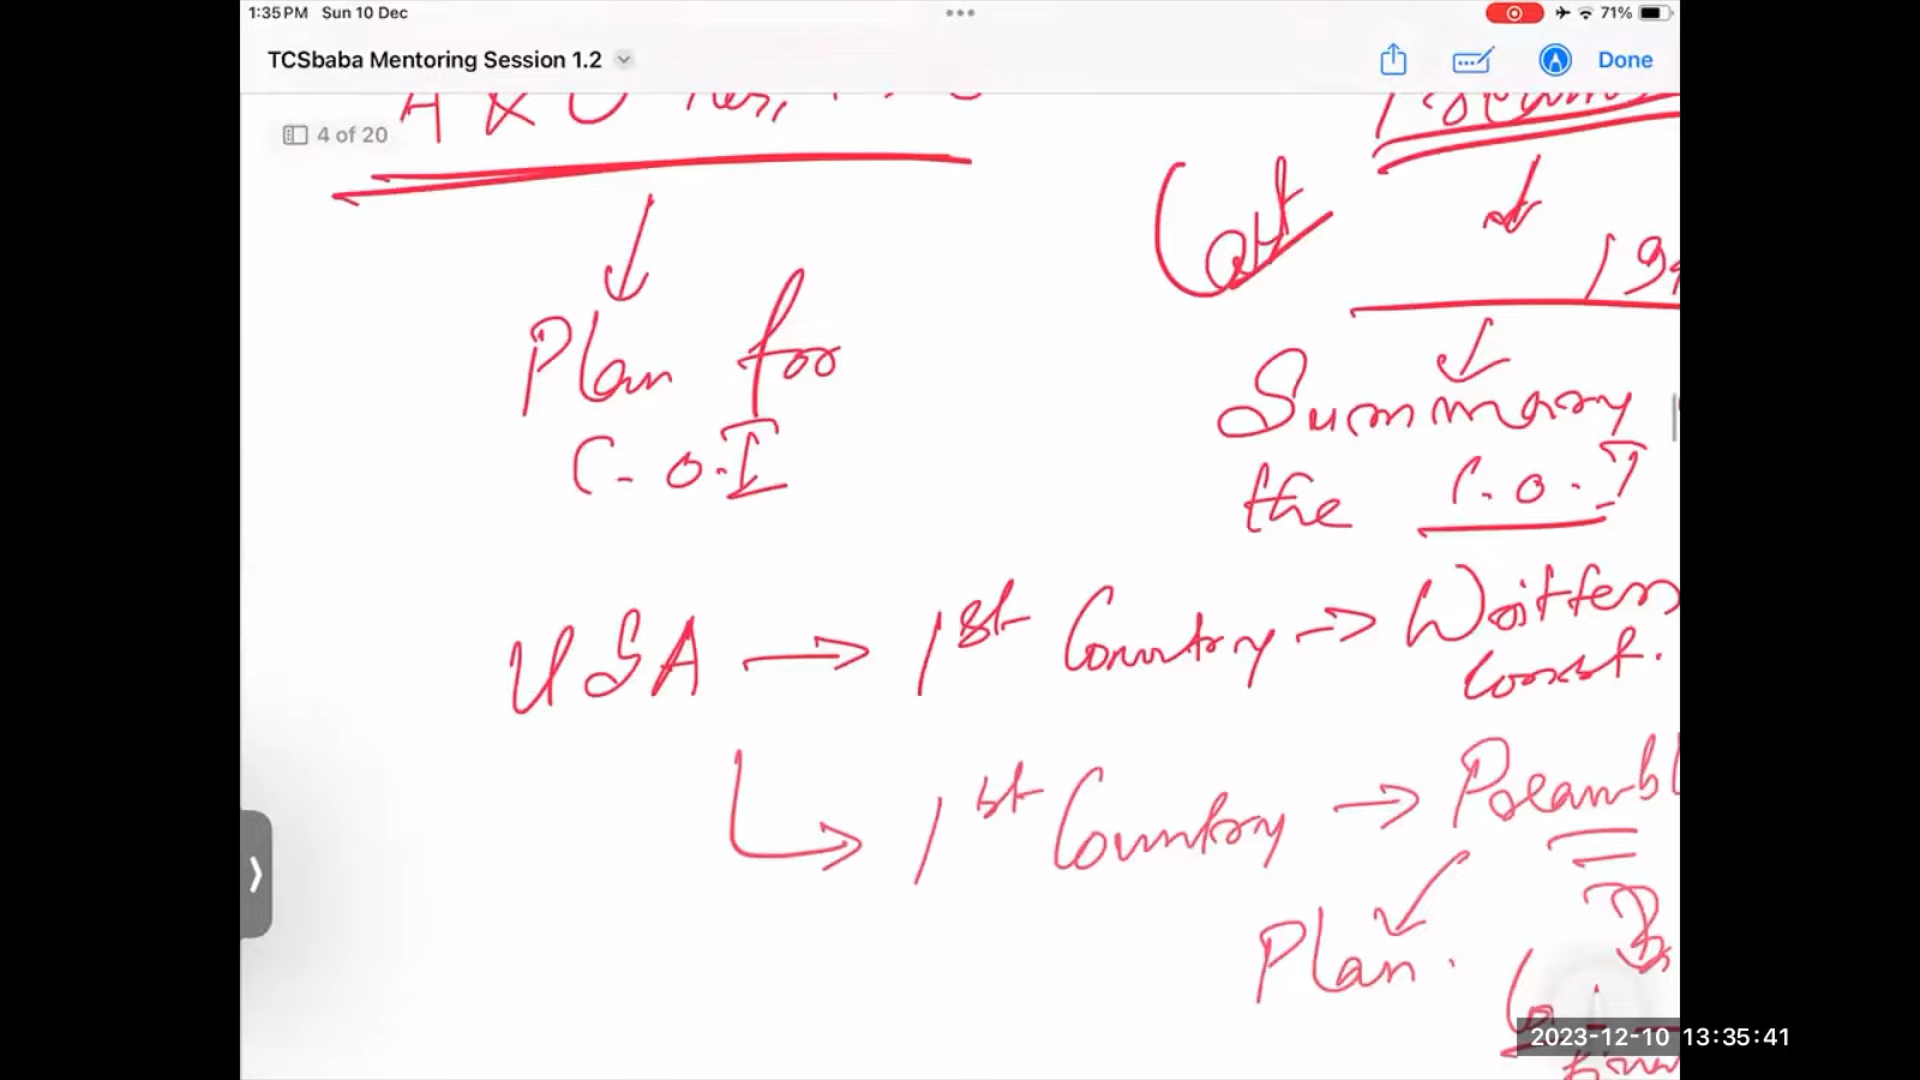 1:35 PM Sun 10 Dec
71%
TCSbaba Mentoring Session 1.2
Done
4 of 20
Plan for
C.O.I
Summary
the C.O.I
USA → 1st Country → Written
Const.
1st Country → Preambl
Plan.
2023-12-10 13:35:41